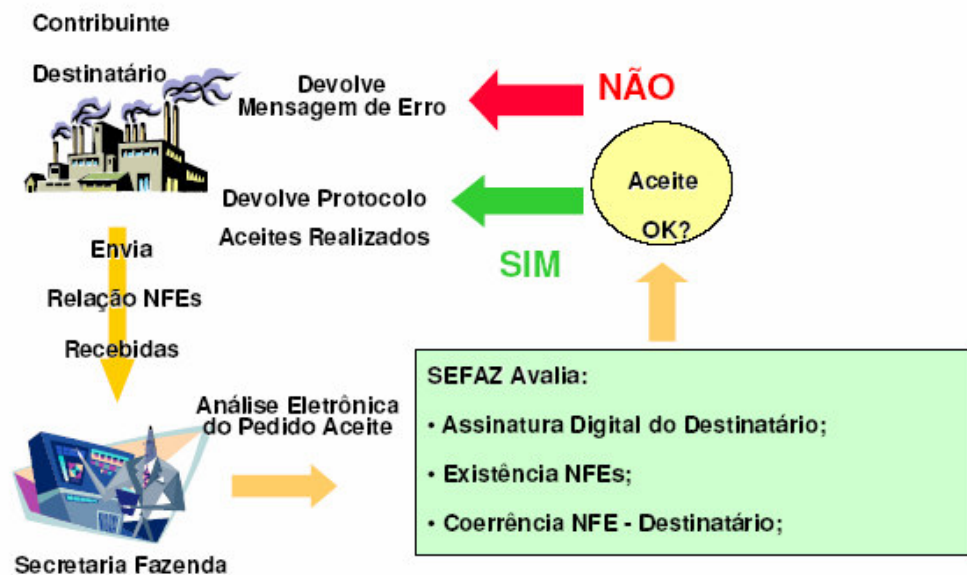 Contribuinte
Destinatário
Devolve
Mensagem de Erro
NÃO
Aceite
OK?
Devolve Protocolo
Aceites Realizados
SIM
Envia
Relação NFEs
Recebidas
Análise Eletrônica
do Pedido Aceite
Secretaria Fazenda
SEFAZ Avalia:
• Assinatura Digital do Destinatário;
• Existência NFEs;
• Coerrência NFE - Destinatário;